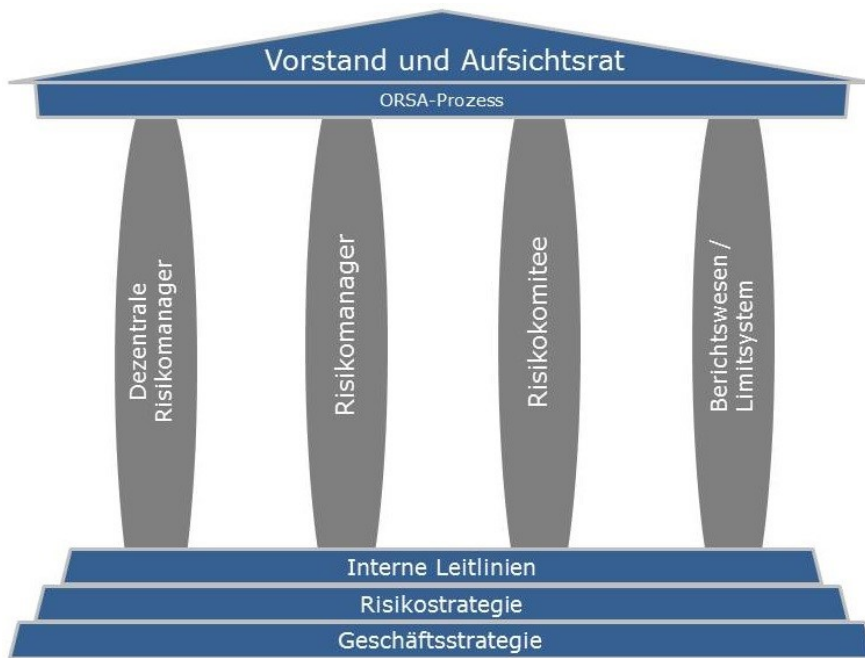 Vorstand und Aufsichtsrat
ORSA-Prozess
Dezentrale
Risikomanager
Risikomanager
Risikokomitee
Berichtswesen /
Limitsystem
Interne Leitlinien
Risikostrategie
Geschäftsstrategie